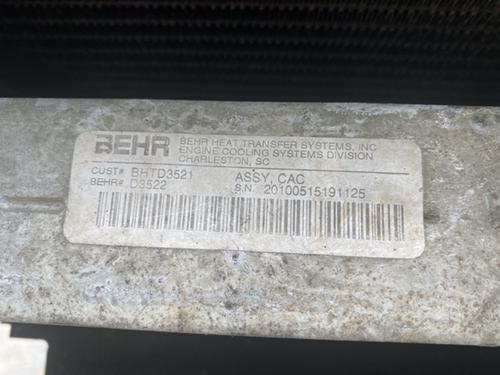 BEHR
BEHR HEAT TRANSFER SYSTEMS, INC
ENGINE COOLING SYSTEMS DIVISION
CHARLESTON, SC
CUST# BHTD3521
ASSY, CAC
BEHR# D3522
S.N. 20100515191125